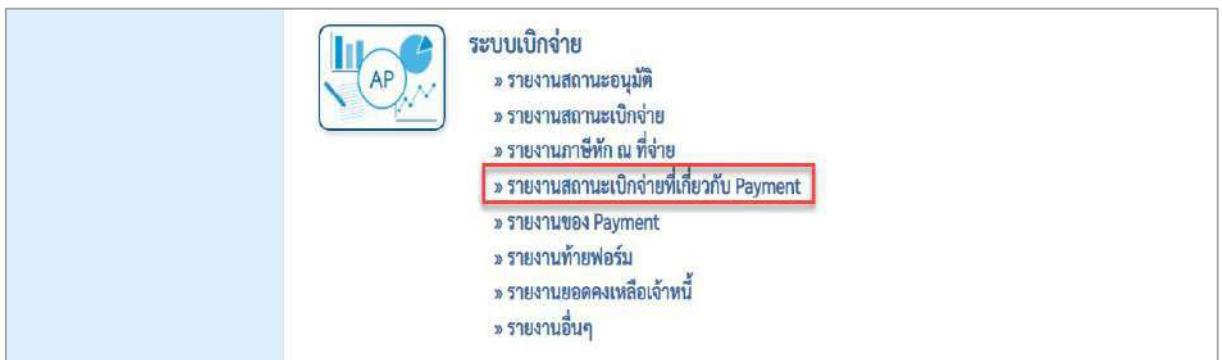 AP
ระบบเบิกจ่าย
» รายงานสถานะอนุมัติ
» รายงานสถานะเบิกจ่าย
» รายงานภาษีหัก ณ ที่จ่าย
» รายงานสถานะเบิกจ่ายที่เกี่ยวกับ Payment
» รายงานของ Payment
» รายงานท้ายฟอร์ม
» รายงานยอดคงเหลือเจ้าหนี้
» รายงานอื่นๆ